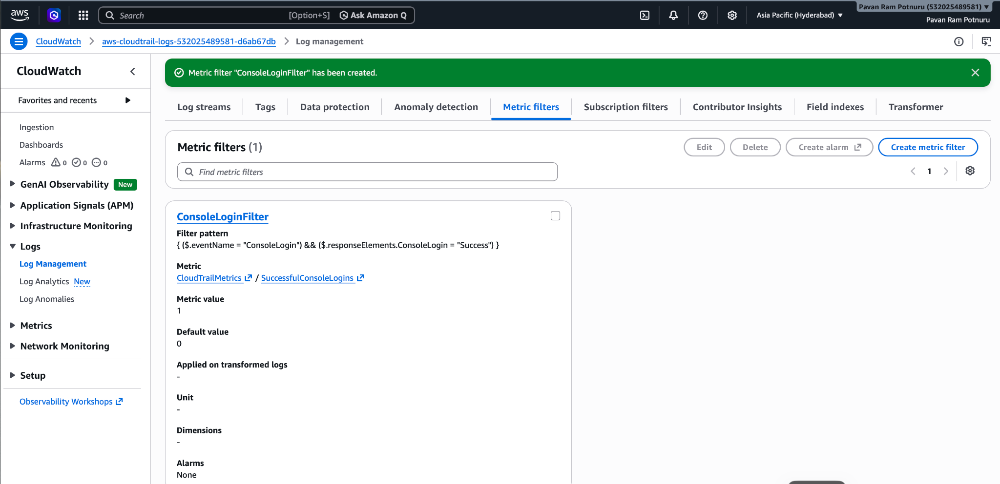 aws
Search [Option+S] Ask Amazon Q
Asia Pacific (Hyderabad)
Pavan Ram Potnuru (532025489581)
Pavan Ram Potnuru
CloudWatch
aws-cloudtrail-logs-532025489581-d6ab67db
Log management
CloudWatch
Favorites and recents
Ingestion
Dashboards
Alarms 0 0 0
GenAI Observability New
Application Signals (APM)
Infrastructure Monitoring
Logs
Log Management
Log Analytics New
Log Anomalies
Metrics
Network Monitoring
Setup
Observability Workshops
Metric filter "ConsoleLoginFilter" has been created.
Log streams
Tags
Data protection
Anomaly detection
Metric filters
Subscription filters
Contributor Insights
Field indexes
Transformer
Metric filters (1)
Edit
Delete
Create alarm
Create metric filter
Find metric filters
1
ConsoleLoginFilter
Filter pattern
{ ($.eventName = "ConsoleLogin") && ($.responseElements.ConsoleLogin = "Success") }
Metric
CloudTrailMetrics / SuccessfulConsoleLogins
Metric value
1
Default value
0
Applied on transformed logs
-
Unit
-
Dimensions
-
Alarms
None